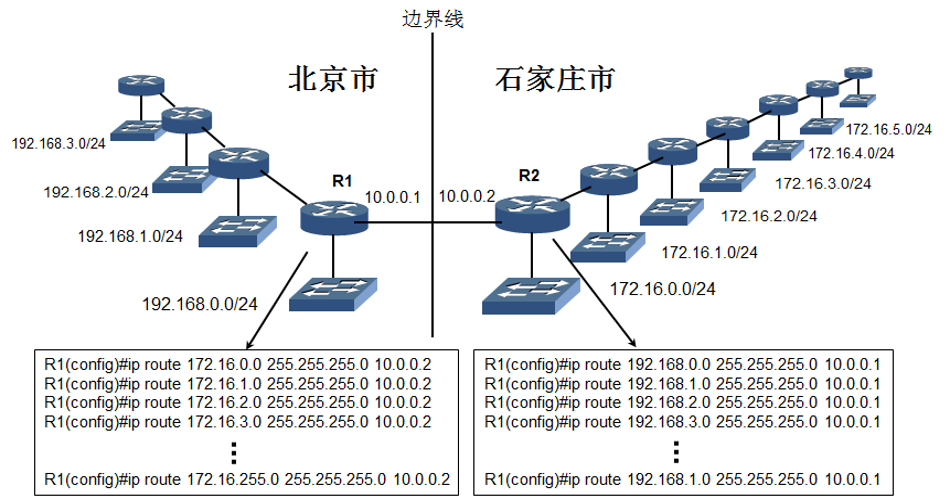 边界线
北京市
石家庄市
192.168.3.0/24
172.16.5.0/24
172.16.4.0/24
192.168.2.0/24
R1
10.0.0.1
10.0.0.2
R2
172.16.3.0/24
172.16.2.0/24
192.168.1.0/24
172.16.1.0/24
192.168.0.0/24
172.16.0.0/24
R1(config)#ip route 172.16.0.0 255.255.255.0 10.0.0.2
R1(config)#ip route 172.16.1.0 255.255.255.0 10.0.0.2
R1(config)#ip route 172.16.2.0 255.255.255.0 10.0.0.2
R1(config)#ip route 172.16.3.0 255.255.255.0 10.0.0.2
⋮
R1(config)#ip route 172.16.255.0 255.255.255.0 10.0.0.2
R1(config)#ip route 192.168.0.0 255.255.255.0 10.0.0.1
R1(config)#ip route 192.168.1.0 255.255.255.0 10.0.0.1
R1(config)#ip route 192.168.2.0 255.255.255.0 10.0.0.1
R1(config)#ip route 192.168.3.0 255.255.255.0 10.0.0.1
⋮
R1(config)#ip route 192.168.1.0 255.255.255.0 10.0.0.1